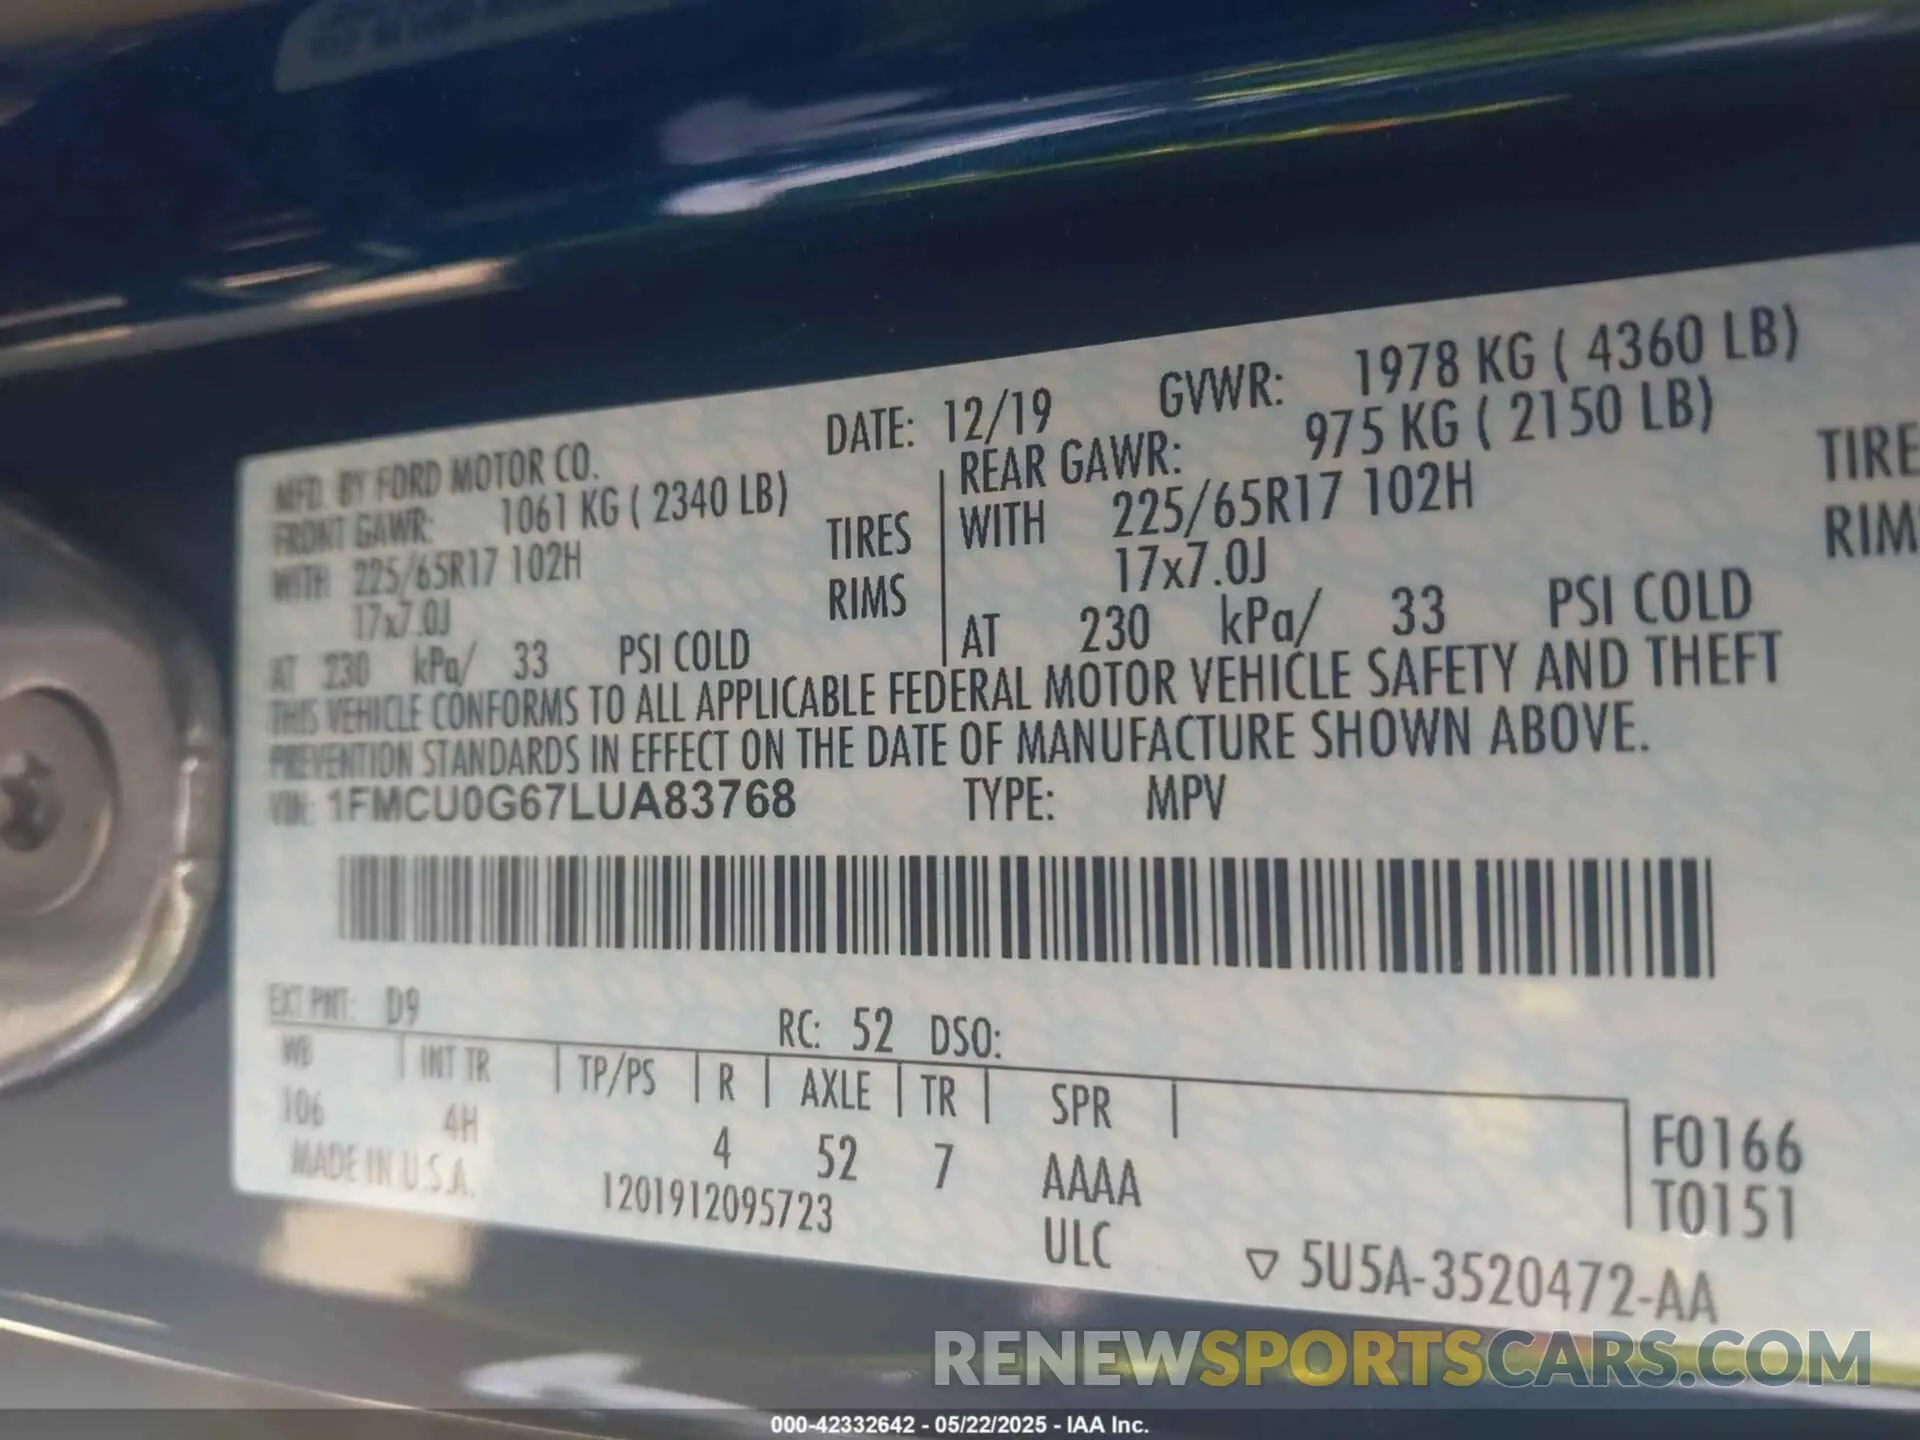 MFD. BY FORD MOTOR CO. DATE: 12/19 GVWR: 1978 KG ( 4360 LB)
FRONT GAWR: 1061 KG ( 2340 LB) REAR GAWR: 975 KG ( 2150 LB)
WITH 225/65R17 102H TIRES WITH 225/65R17 102H TIRE
17x7.0J RIMS 17x7.0J RIM
AT 230 kPa/ 33 PSI COLD AT 230 kPa/ 33 PSI COLD
THIS VEHICLE CONFORMS TO ALL APPLICABLE FEDERAL MOTOR VEHICLE SAFETY AND THEFT
PREVENTION STANDARDS IN EFFECT ON THE DATE OF MANUFACTURE SHOWN ABOVE.
VIN: 1FMCU0G67LUA83768 TYPE: MPV
EXT PNT: D9 RC: 52 DSO:
WB INT TR TP/PS R AXLE TR SPR
106 4H 4 52 7 AAAA F0166
MADE IN U.S.A. 1201912095723 ULC T0151
5U5A-3520472-AA
RENEWSPORTSCARS.COM
000-42332642 - 05/22/2025 - IAA Inc.